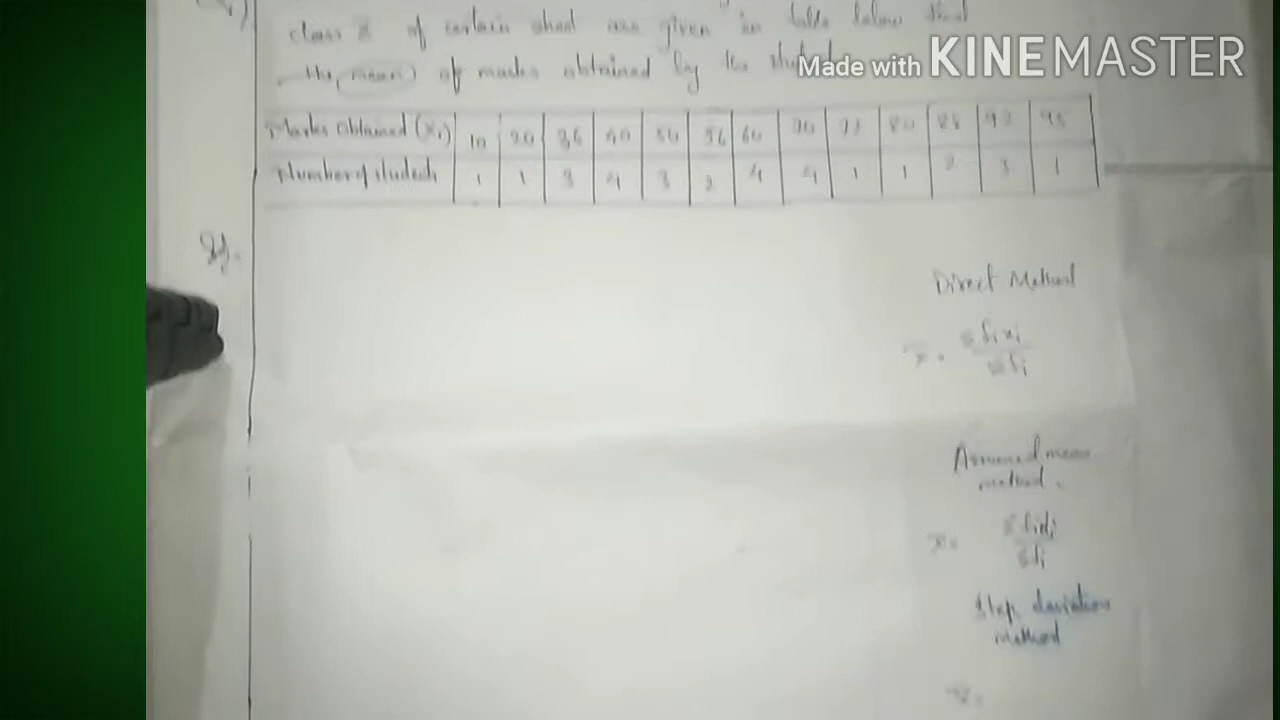 class X of certain school are given in table below find
the mean of marks obtained by the
Made with KINEMASTER
Marks obtained (xi) 10 20 36 40 50 56 60 70 72 80 88 92 95
Number of students 1 1 3 4 3 2 4 4 1 1 2 3 1
Sol.
Direct Method
x̄ = Σfixi
Σfi
Assumed mean
method.
x̄ = Σfidi
Σfi
Step deviation
method
x̄ =